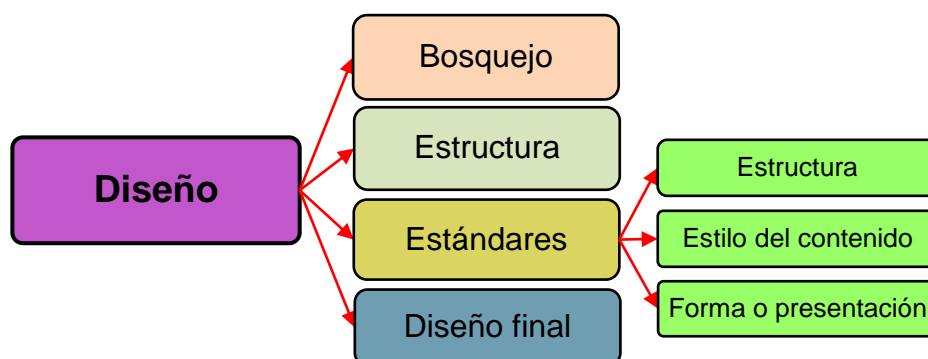 Diseño
Bosquejo
Estructura
Estándares
Diseño final
Estructura
Estilo del contenido
Forma o presentación